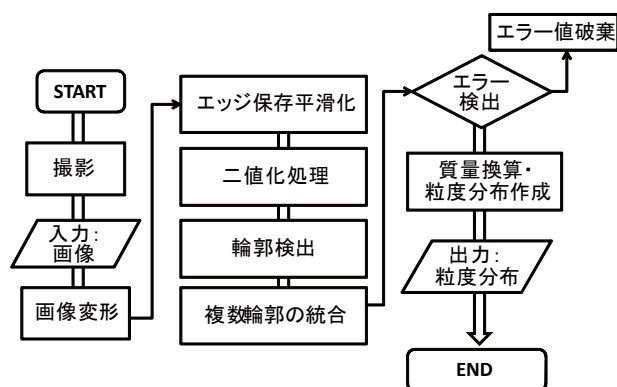 START
撮影
入力：
画像
画像変形
エッジ保存平滑化
二値化処理
輪郭検出
複数輪郭の統合
エラー
検出
エラー値破棄
質量換算・
粒度分布作成
出力：
粒度分布
END